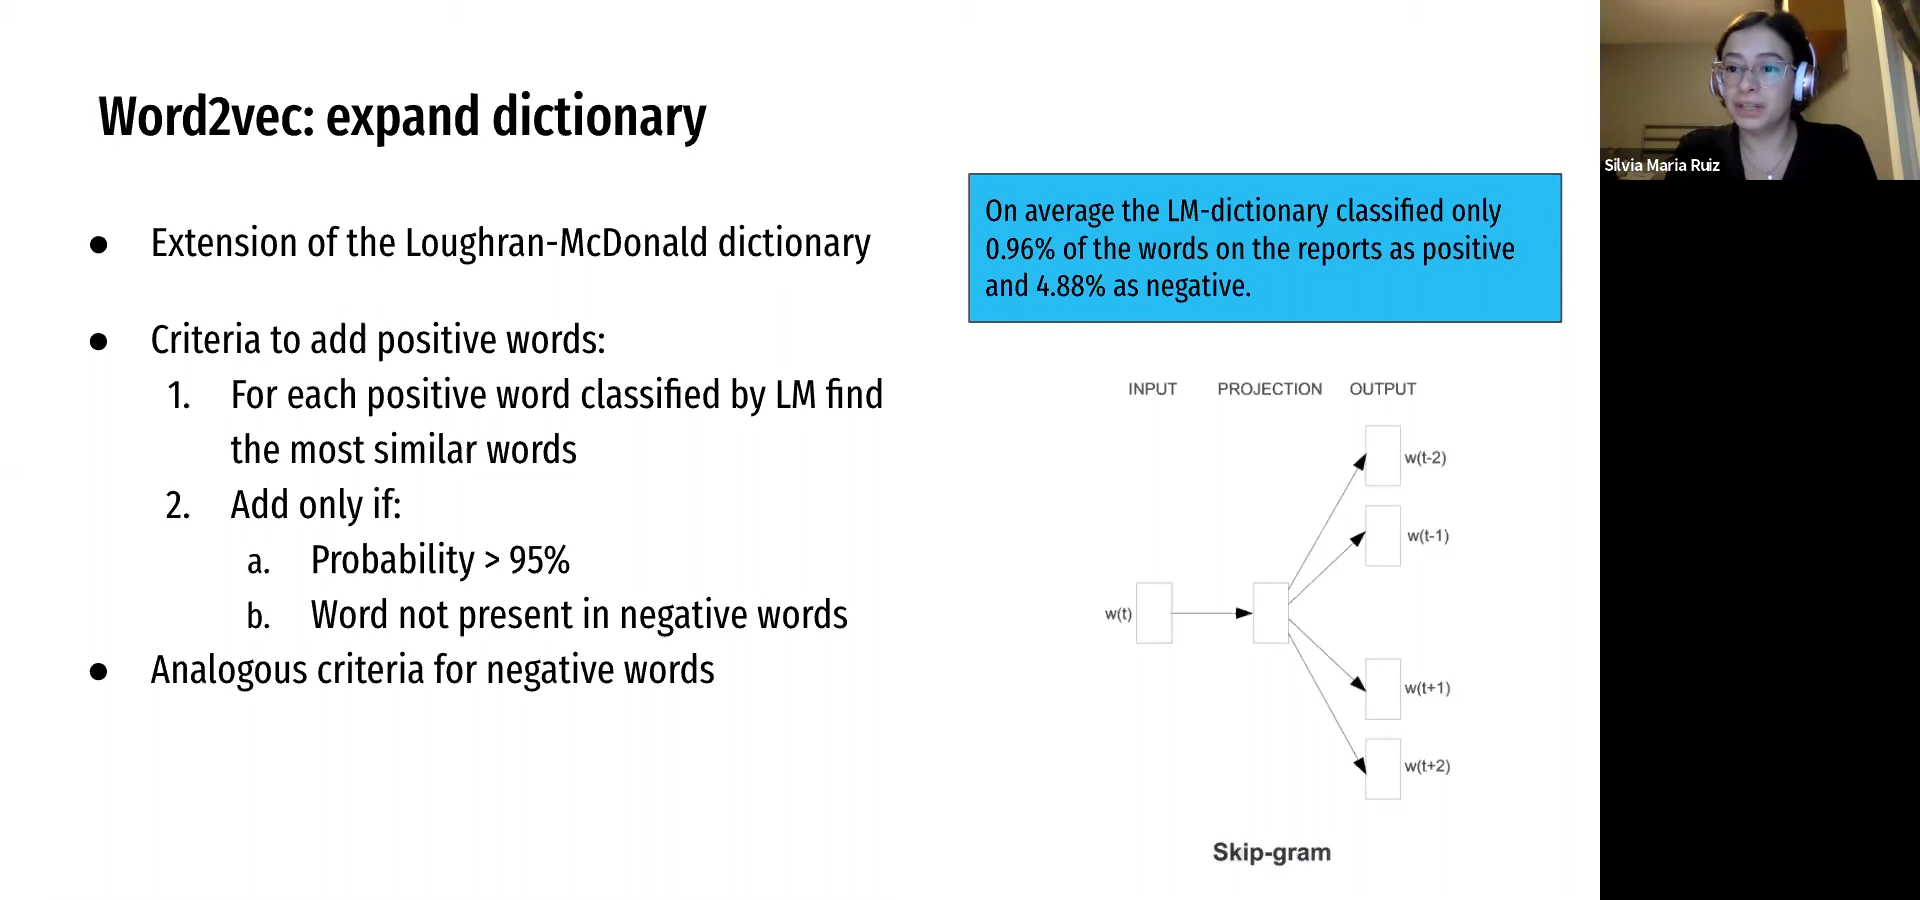 Word2vec: expand dictionary
● Extension of the Loughran-McDonald dictionary
● Criteria to add positive words:
1. For each positive word classified by LM find
the most similar words
2. Add only if:
a. Probability > 95%
b. Word not present in negative words
● Analogous criteria for negative words
On average the LM-dictionary classified only
0.96% of the words on the reports as positive
and 4.88% as negative.
INPUT PROJECTION OUTPUT
w(t-2)
w(t-1)
w(t)
w(t+1)
w(t+2)
Skip-gram
Silvia Maria Ruiz